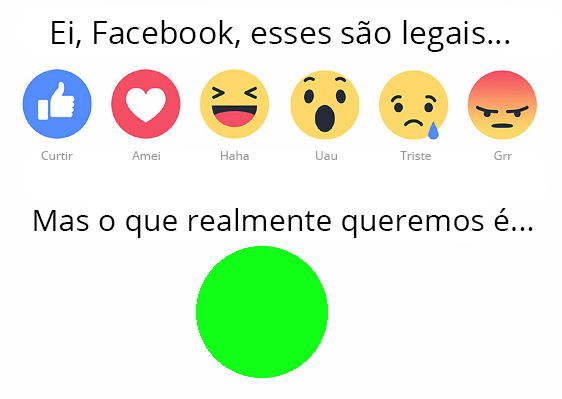 Ei, Facebook, esses são legais...
Curtir Amei Haha Uau Triste Grr
Mas o que realmente queremos é...